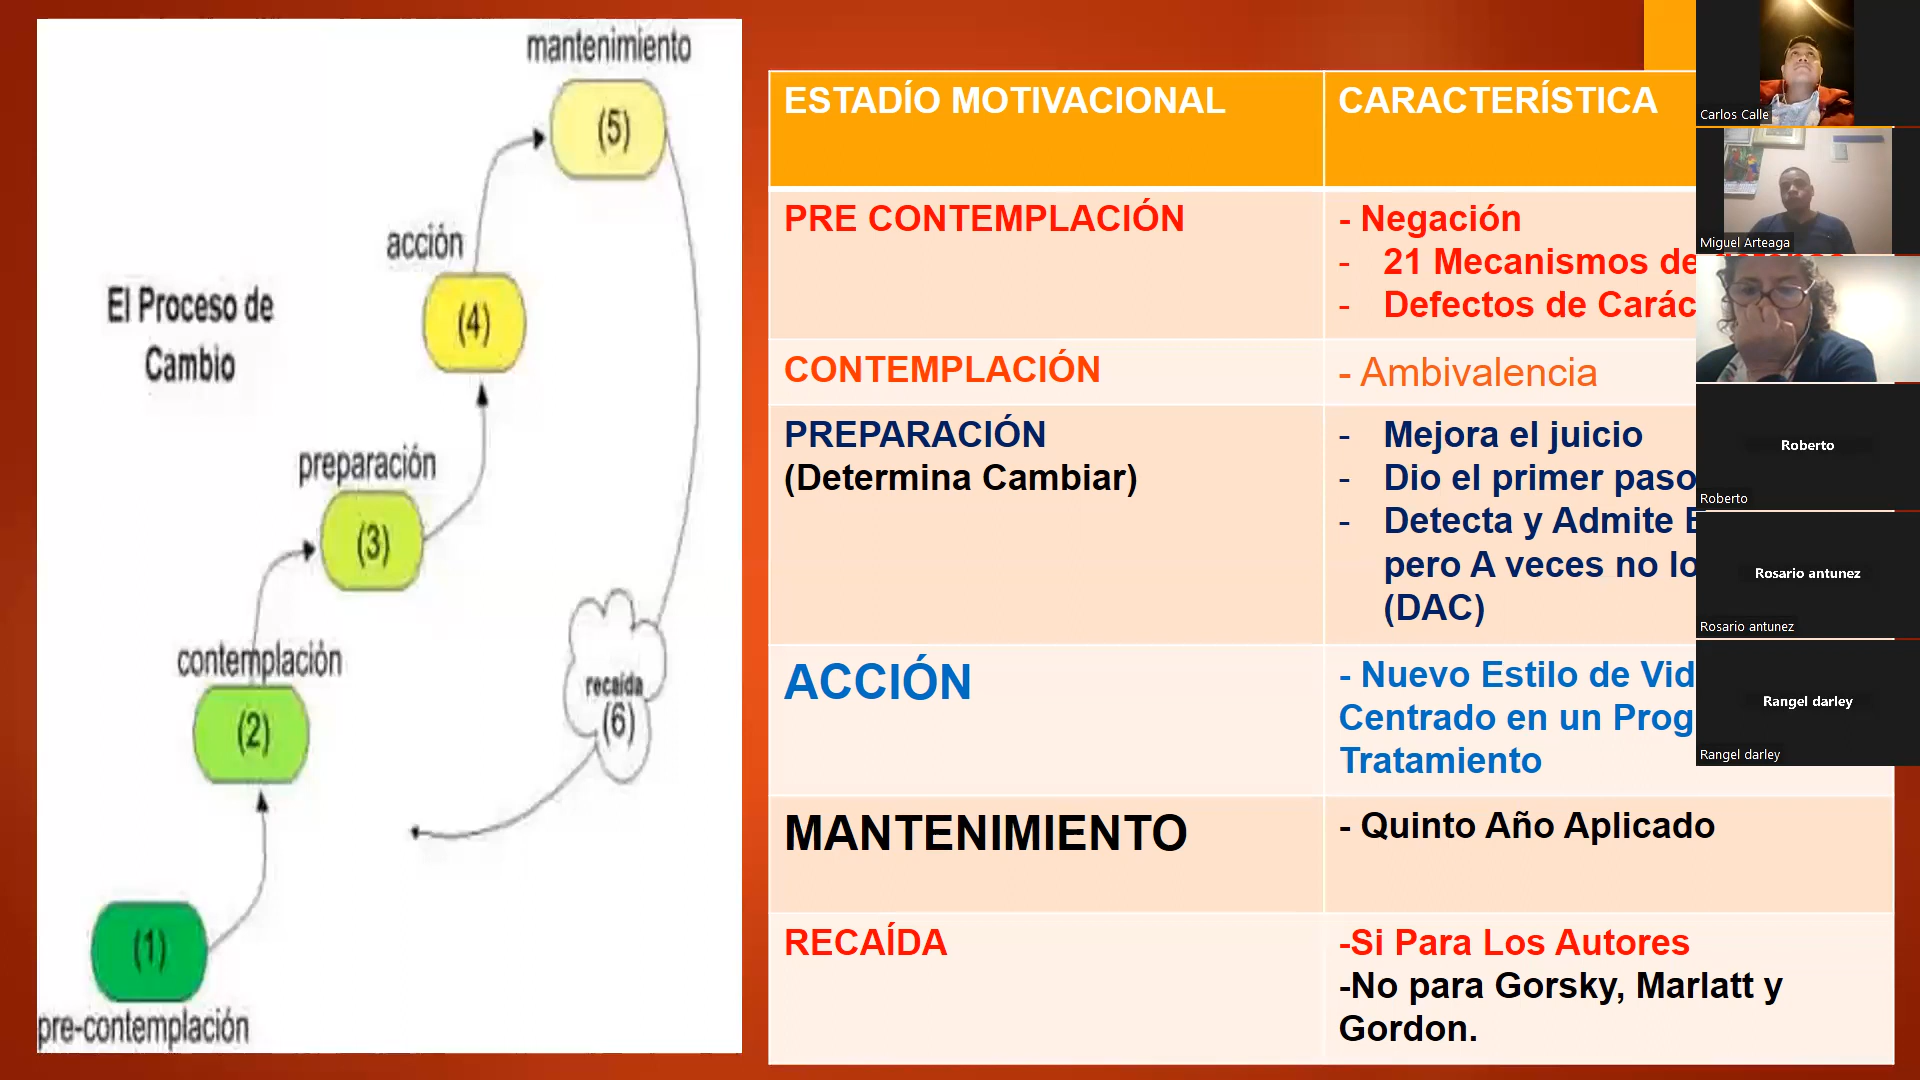 mantenimiento
(5)
acción
(4)
El Proceso de
Cambio
preparación
(3)
contemplación
(2)
recaída
(6)
(1)
pre-contemplación
ESTADÍO MOTIVACIONAL
CARACTERÍSTICA
PRE CONTEMPLACIÓN
- Negación
- 21 Mecanismos de
- Defectos de Carác
CONTEMPLACIÓN
- Ambivalencia
PREPARACIÓN
(Determina Cambiar)
- Mejora el juicio
- Dio el primer paso
- Detecta y Admite
pero A veces no lo
(DAC)
ACCIÓN
- Nuevo Estilo de Vid
Centrado en un Prog
Tratamiento
MANTENIMIENTO
- Quinto Año Aplicado
RECAÍDA
-Si Para Los Autores
-No para Gorsky, Marlatt y
Gordon.
Carlos Calle
Miguel Arteaga
Roberto
Roberto
Rosario antunez
Rosario antunez
Rangel darley
Rangel darley